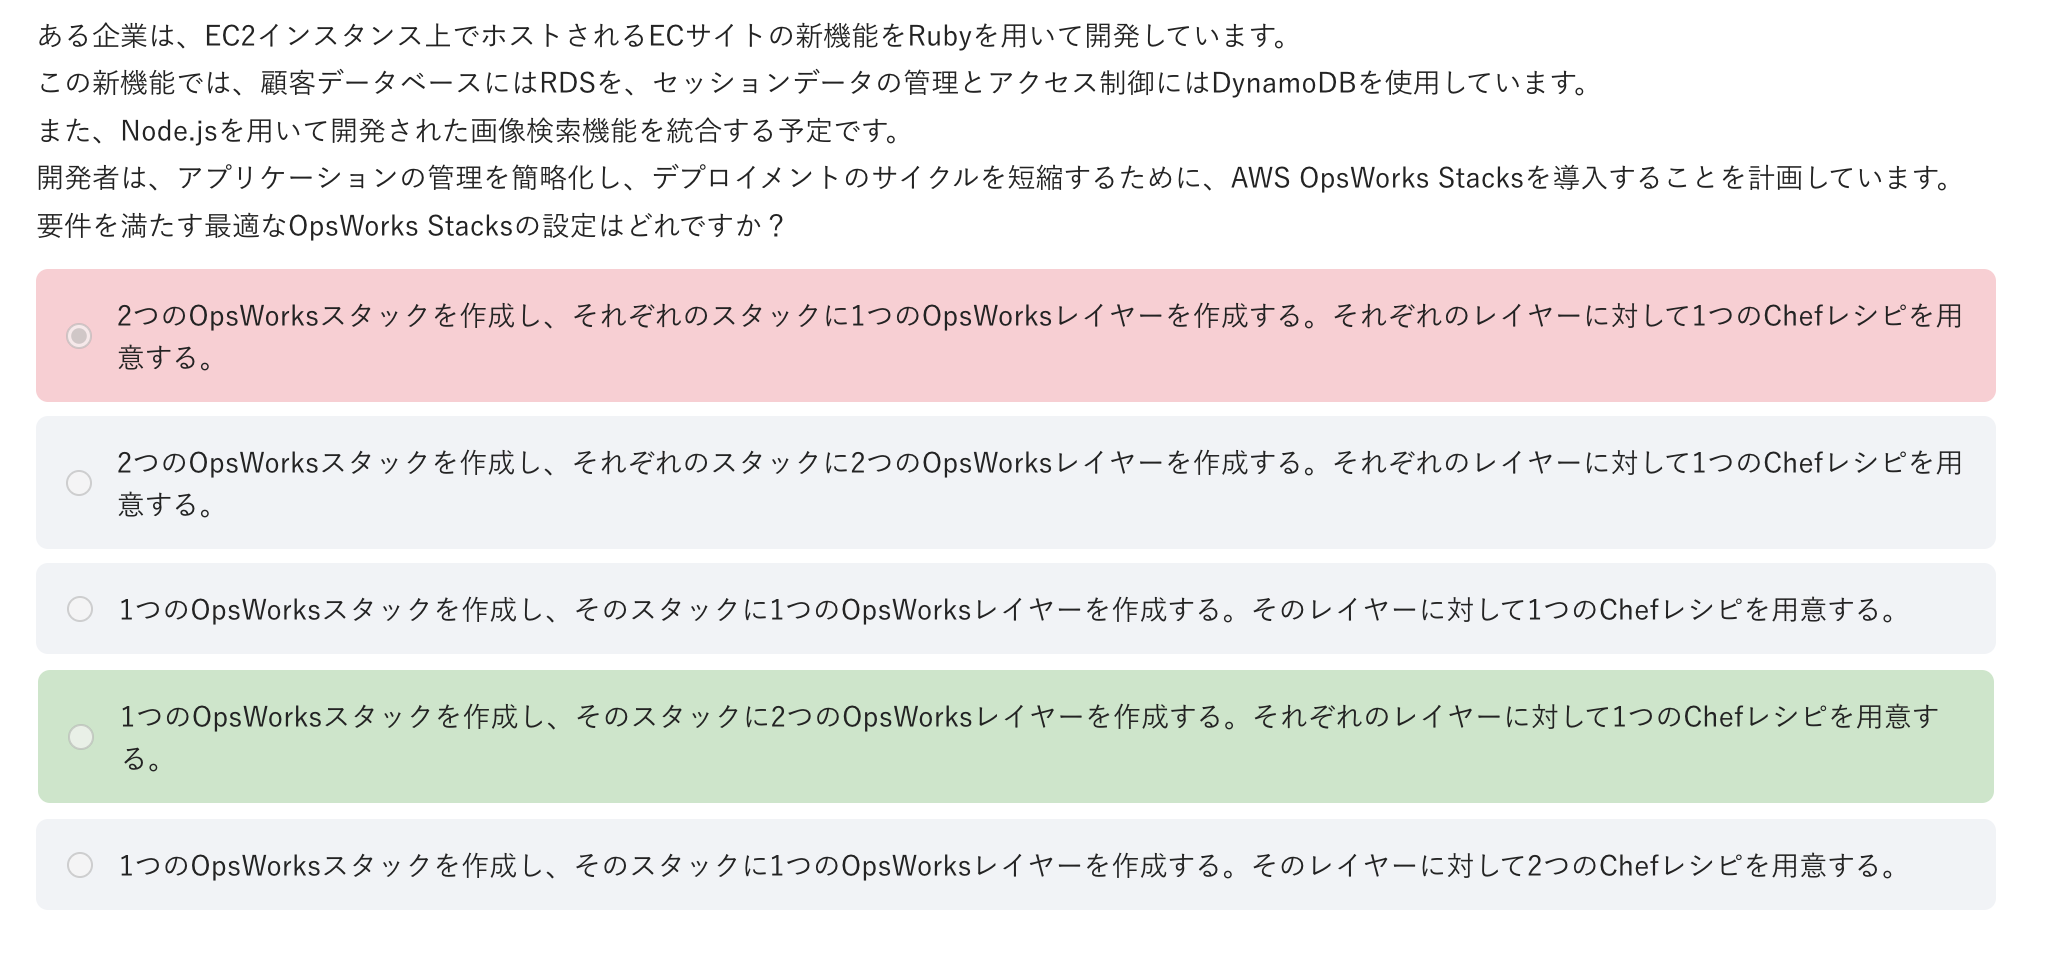 ある企業は、EC2インスタンス上でホストされるECサイトの新機能をRubyを用いて開発しています。
この新機能では、顧客データベースにはRDSを、セッションデータの管理とアクセス制御にはDynamoDBを使用しています。
また、Node.jsを用いて開発された画像検索機能を統合する予定です。
開発者は、アプリケーションの管理を簡略化し、デプロイメントのサイクルを短縮するために、AWS OpsWorks Stacksを導入することを計画しています。
要件を満たす最適なOpsWorks Stacksの設定はどれですか？
2つのOpsWorksスタックを作成し、それぞれのスタックに1つのOpsWorksレイヤーを作成する。それぞれのレイヤーに対して1つのChefレシピを用
意する。
2つのOpsWorksスタックを作成し、それぞれのスタックに2つのOpsWorksレイヤーを作成する。それぞれのレイヤーに対して1つのChefレシピを用
意する。
1つのOpsWorksスタックを作成し、そのスタックに1つのOpsWorksレイヤーを作成する。そのレイヤーに対して1つのChefレシピを用意する。
1つのOpsWorksスタックを作成し、そのスタックに2つのOpsWorksレイヤーを作成する。それぞれのレイヤーに対して1つのChefレシピを用意す
る。
1つのOpsWorksスタックを作成し、そのスタックに1つのOpsWorksレイヤーを作成する。そのレイヤーに対して2つのChefレシピを用意する。